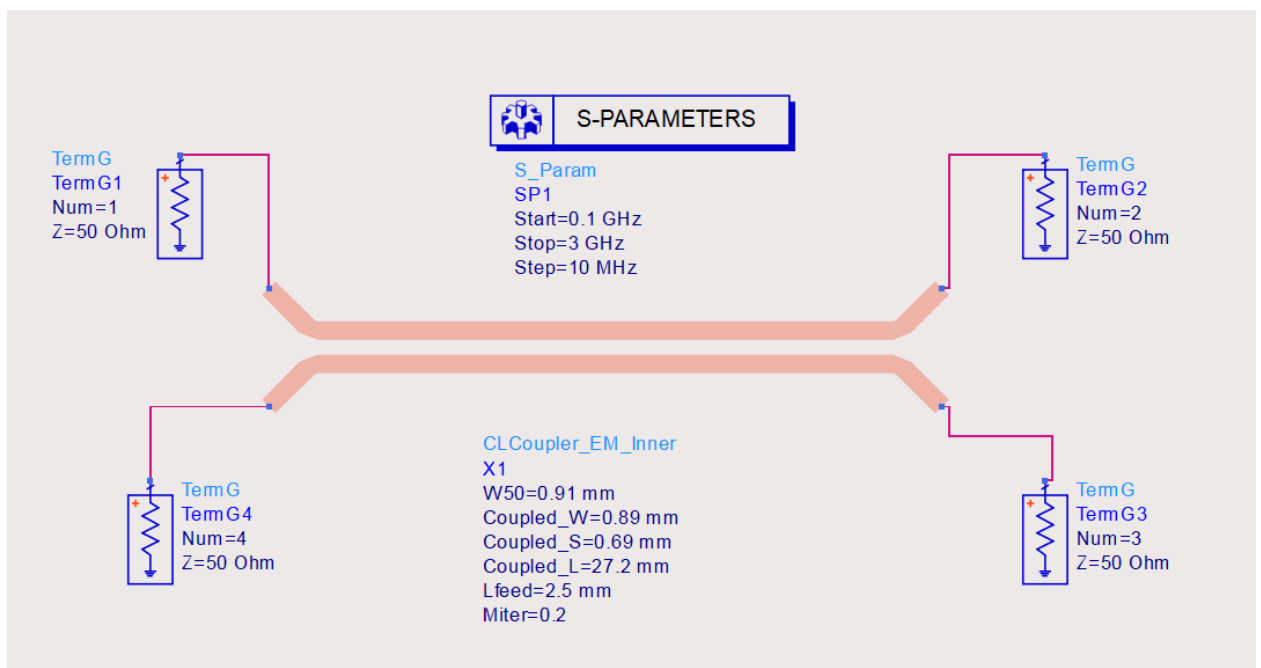 S-PARAMETERS
S_Param
SP1
Start=0.1 GHz
Stop=3 GHz
Step=10 MHz
TermG
TermG1
Num=1
Z=50 Ohm
TermG
TermG2
Num=2
Z=50 Ohm
CLCoupler_EM_Inner
X1
W50=0.91 mm
Coupled_W=0.89 mm
Coupled_S=0.69 mm
Coupled_L=27.2 mm
Lfeed=2.5 mm
Miter=0.2
TermG
TermG4
Num=4
Z=50 Ohm
TermG
TermG3
Num=3
Z=50 Ohm